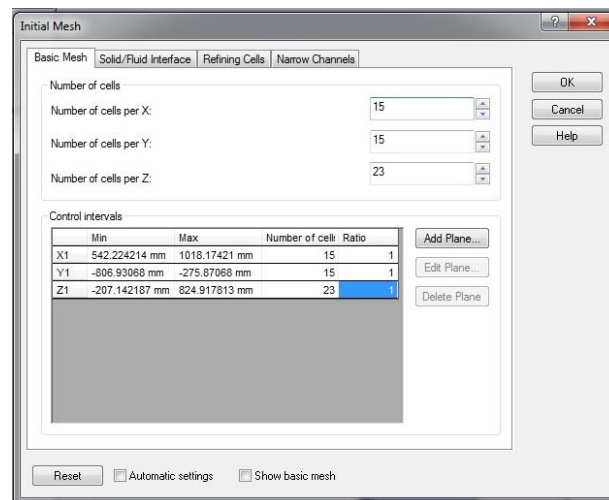 Initial Mesh
? x
Basic Mesh Solid/Fluid Interface Refining Cells Narrow Channels
Number of cells
Number of cells per X: 15
Number of cells per Y: 15
Number of cells per Z: 23
OK
Cancel
Help
Control intervals
Min Max Number of cell Ratio
X1 542.224214 mm 1018.17421 mm 15 1
Y1 -806.93068 mm -275.87068 mm 15 1
Z1 -207.142187 mm 824.917813 mm 23 1
Add Plane...
Edit Plane...
Delete Plane
Reset Automatic settings Show basic mesh